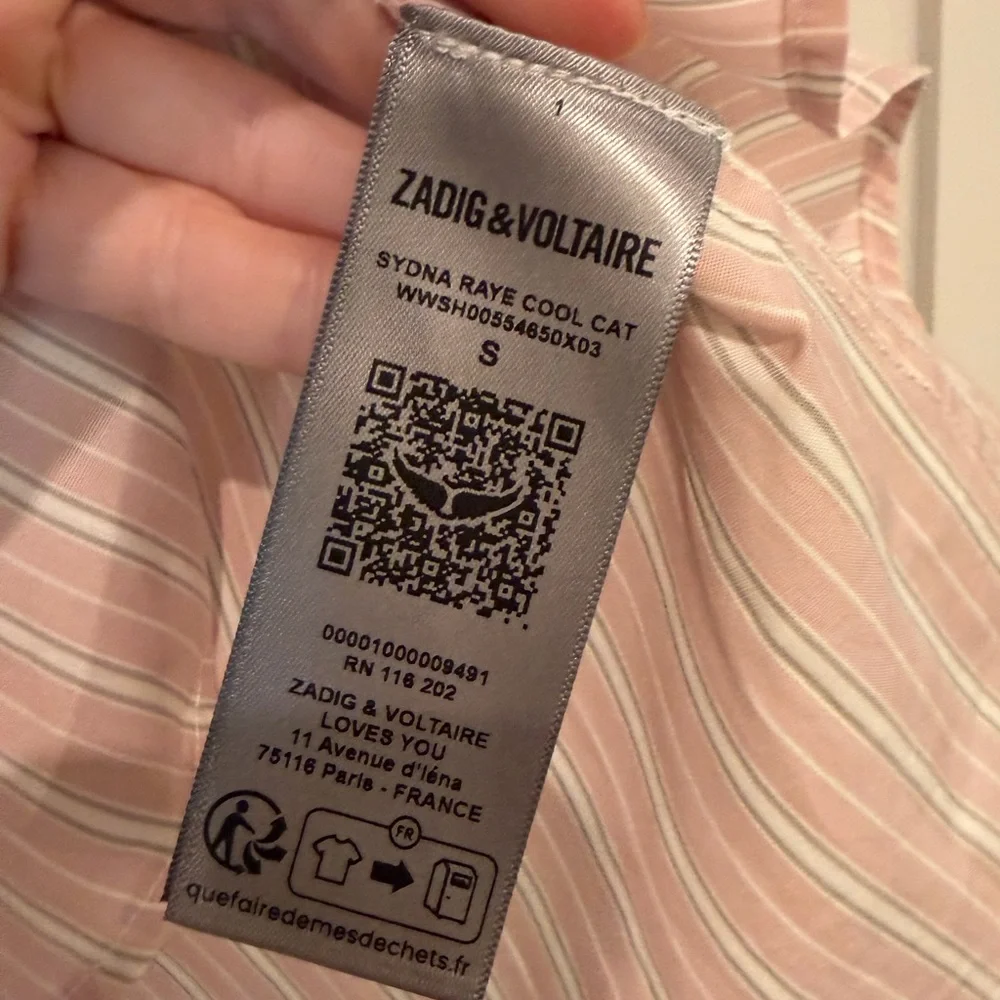 1
ZADIG&VOLTAIRE
SYDNA RAYE COOL CAT
WWSH00554650X03
S
00001000009491
RN 116 202
ZADIG & VOLTAIRE
LOVES YOU
11 Avenue d'Iéna
75116 Paris - FRANCE
FR
quefairedemesdechets.fr